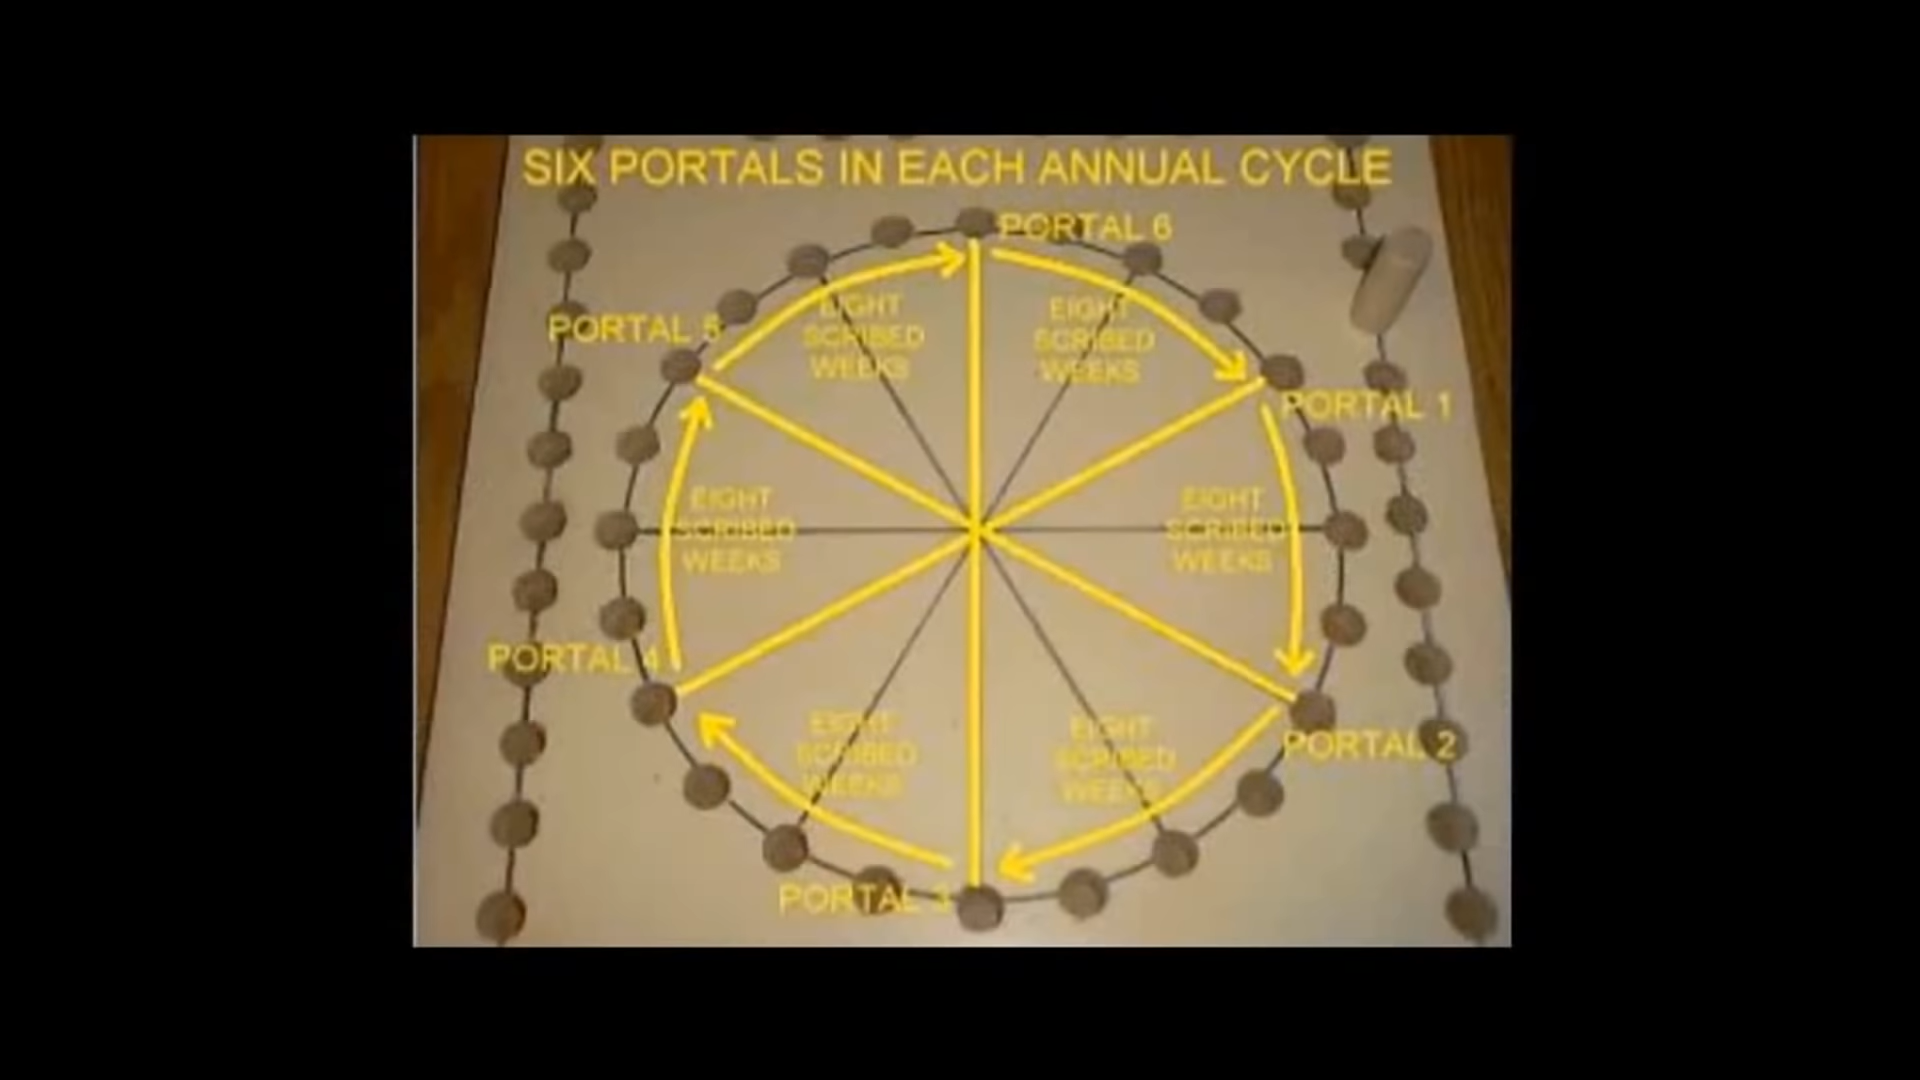 SIX PORTALS IN EACH ANNUAL CYCLE
PORTAL 6
PORTAL 5
EIGHT
SCRIBED
WEEKS
EIGHT
SCRIBED
WEEKS
PORTAL 1
EIGHT
SCRIBED
WEEKS
EIGHT
SCRIBED
WEEKS
PORTAL 4
EIGHT
SCRIBED
WEEKS
EIGHT
SCRIBED
WEEKS
PORTAL 2
PORTAL 3